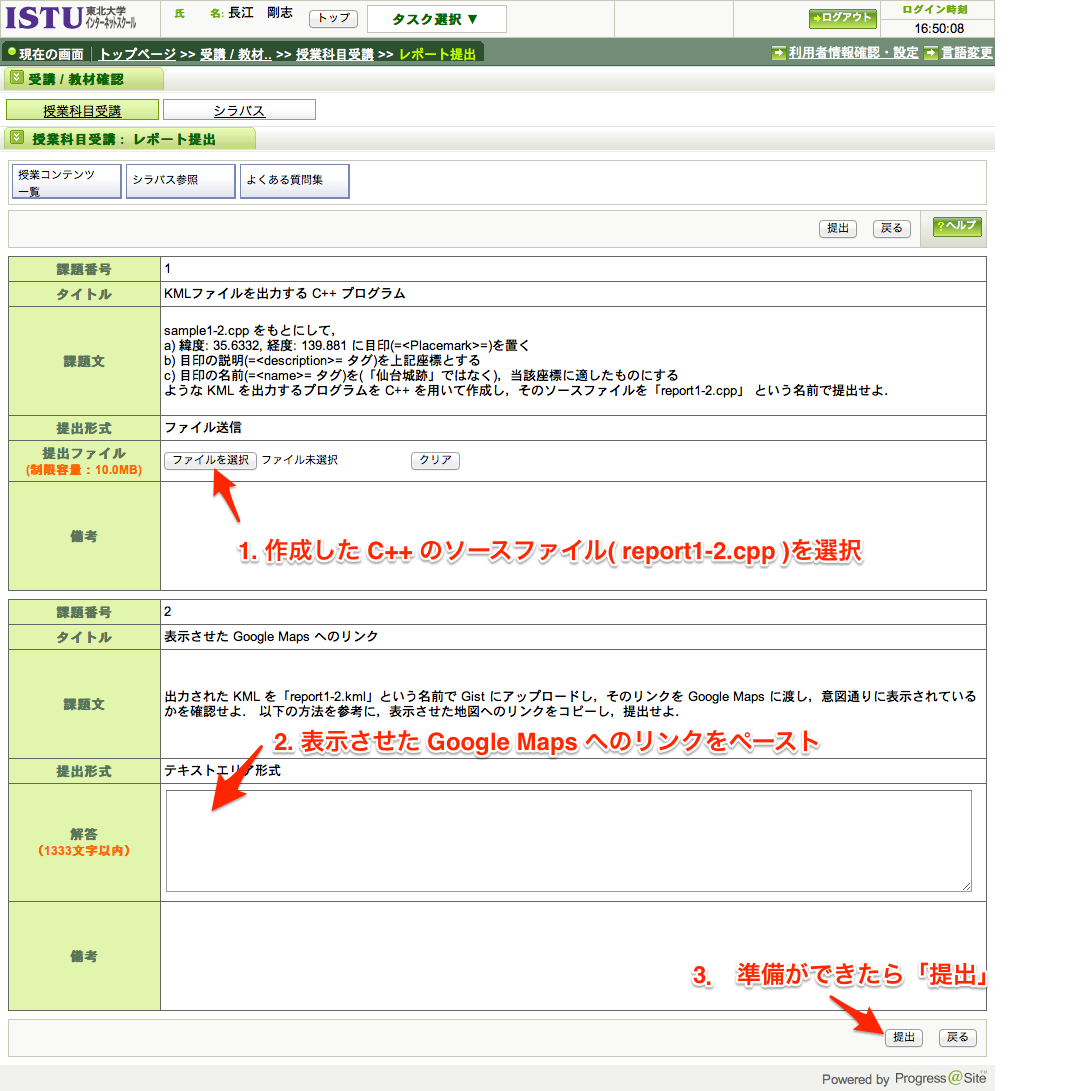 ISTU 東北大学
インターネットスクール
氏 名: 長江 剛志 トップ タスク選択 ▼ ログアウト ログイン時刻
16:50:08
現在の画面 トップページ >> 受講 / 教材.. >> 授業科目受講 >> レポート提出 利用者情報確認・設定 言語変更
受講 / 教材確認
授業科目受講 シラバス
授業科目受講： レポート提出
授業コンテンツ
一覧
シラバス参照 よくある質問集
提出 戻る ?ヘルプ
課題番号 1
タイトル KMLファイルを出力する C++ プログラム
課題文
sample1-2.cpp をもとにして，
a) 緯度: 35.6332, 経度: 139.881 に目印(=<Placemark>=)を置く
b) 目印の説明(=<description>= タグ)を上記座標とする
c) 目印の名前(=<name>= タグ)を(「仙台城跡」ではなく)，当該座標に適したものにする
ような KML を出力するプログラムを C++ を用いて作成し，そのソースファイルを「report1-2.cpp」 という名前で提出せよ．
提出形式 ファイル送信
提出ファイル
(制限容量：10.0MB)
ファイルを選択 ファイル未選択 クリア
備考
1. 作成した C++ のソースファイル( report1-2.cpp )を選択
課題番号 2
タイトル 表示させた Google Maps へのリンク
課題文
出力された KML を「report1-2.kml」という名前で Gist にアップロードし，そのリンクを Google Maps に渡し，意図通りに表示されている
かを確認せよ． 以下の方法を参考に，表示させた地図へのリンクをコピーし，提出せよ．
2. 表示させた Google Maps へのリンクをペースト
提出形式 テキストエリア形式
解答
（1333文字以内）
備考
3. 準備ができたら「提出」
提出 戻る
Powered by Progress@Site™